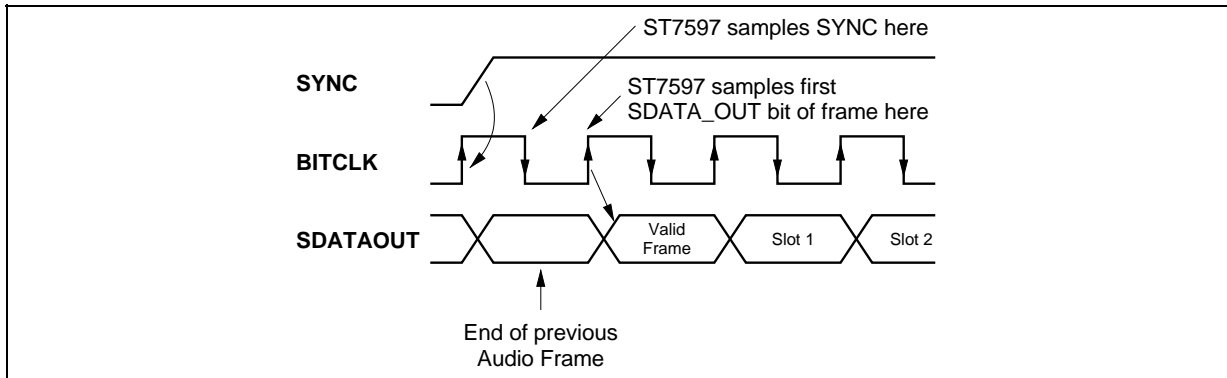 ST7597 samples SYNC here
SYNC
ST7597 samples first
SDATA_OUT bit of frame here
BITCLK
SDATAOUT
Valid
Frame
Slot 1
Slot 2
End of previous
Audio Frame